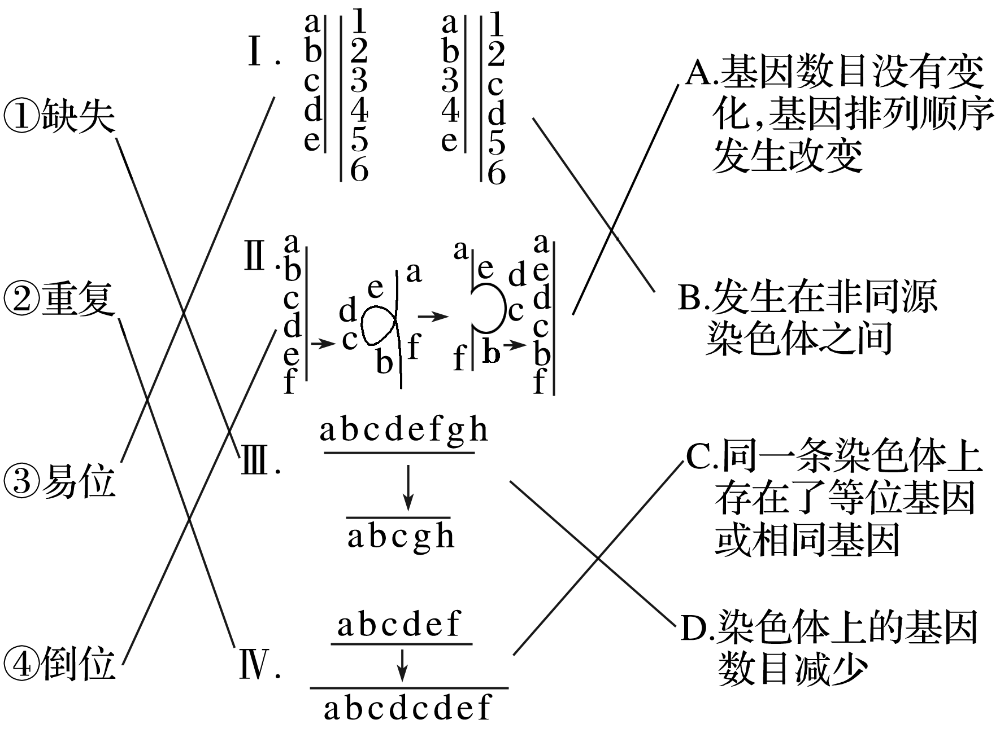 ①缺失
②重复
③易位
④倒位
Ⅰ.
a 1
b 2
c 3
d 4
e 5
6
a 1
b 2
3 c
4 d
e 5
6
Ⅱ.
a
b
c
d
e
f
a
e
d
c
b
f
a
e
d
c
b
f
a
e
d
c
b
f
Ⅲ.
abcdefgh
abcgh
Ⅳ.
abcdef
abcdcdef
A.基因数目没有变
化,基因排列顺序
发生改变
B.发生在非同源
染色体之间
C.同一条染色体上
存在了等位基因
或相同基因
D.染色体上的基因
数目减少